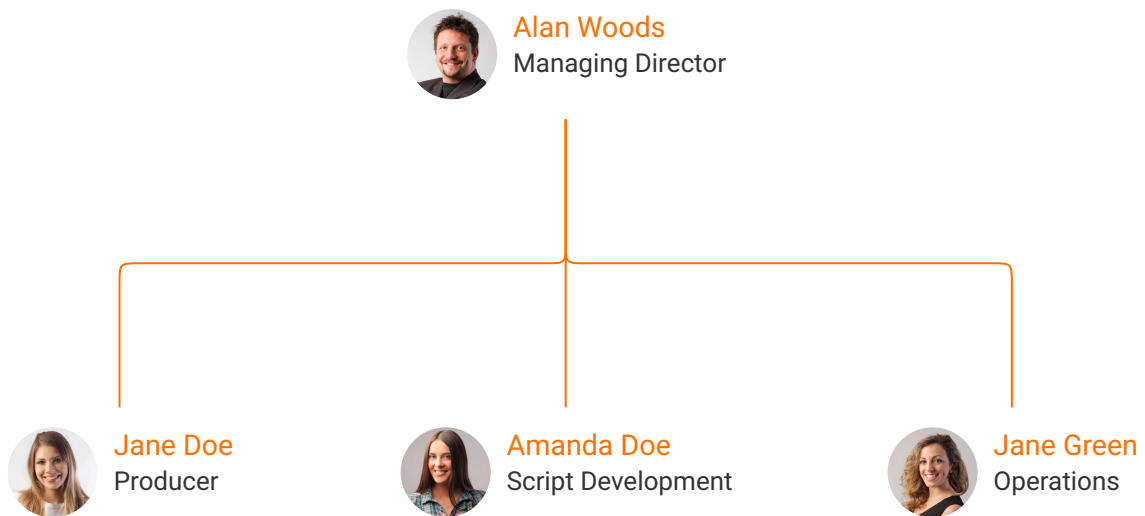 Alan Woods
Managing Director
Jane Doe
Producer
Amanda Doe
Script Development
Jane Green
Operations